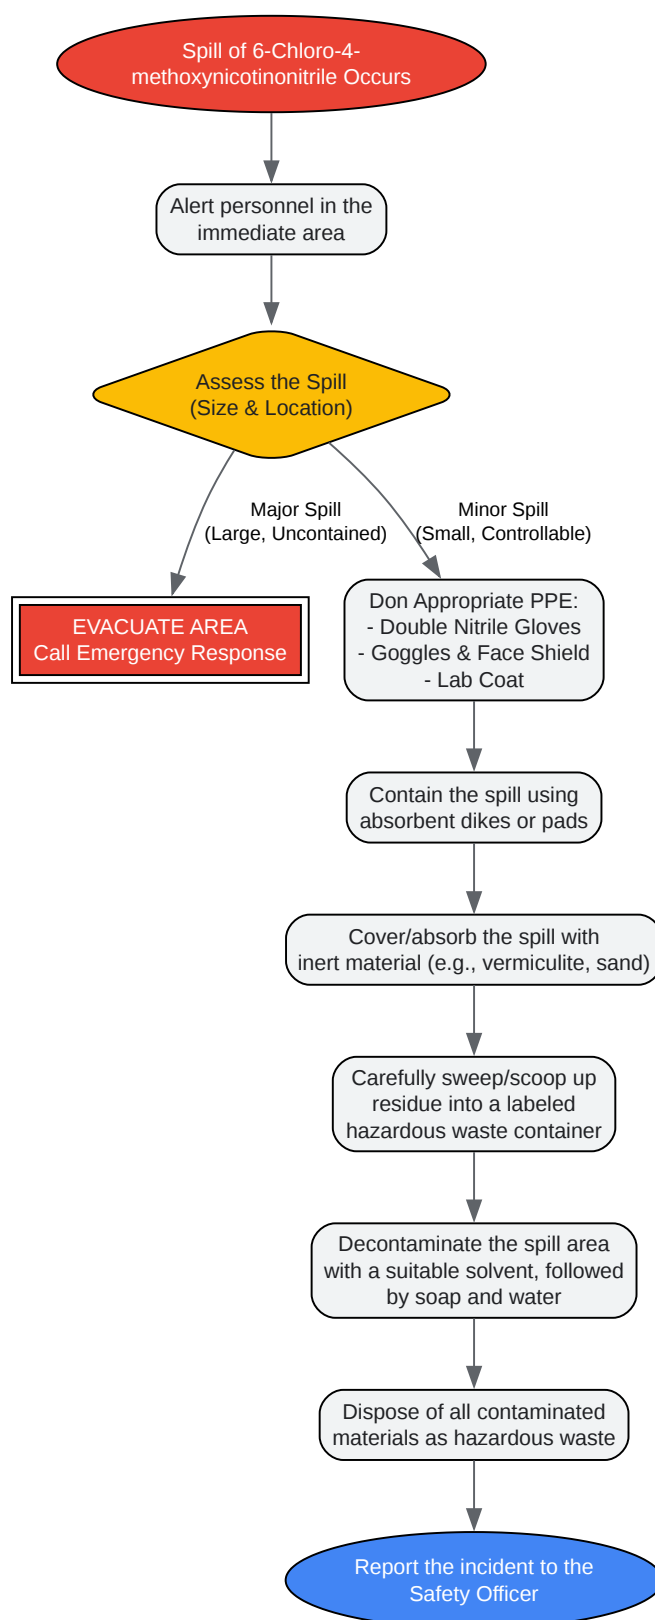 Spill of 6-Chloro-4-
methoxynicotinonitrile Occurs
Alert personnel in the
immediate area
Assess the Spill
(Size & Location)
Major Spill
(Large, Uncontained)
Minor Spill
(Small, Controllable)
EVACUATE AREA
Call Emergency Response
Don Appropriate PPE:
- Double Nitrile Gloves
- Goggles & Face Shield
- Lab Coat
Contain the spill using
absorbent dikes or pads
Cover/absorb the spill with
inert material (e.g., vermiculite, sand)
Carefully sweep/scoop up
residue into a labeled
hazardous waste container
Decontaminate the spill area
with a suitable solvent, followed
by soap and water
Dispose of all contaminated
materials as hazardous waste
Report the incident to the
Safety Officer